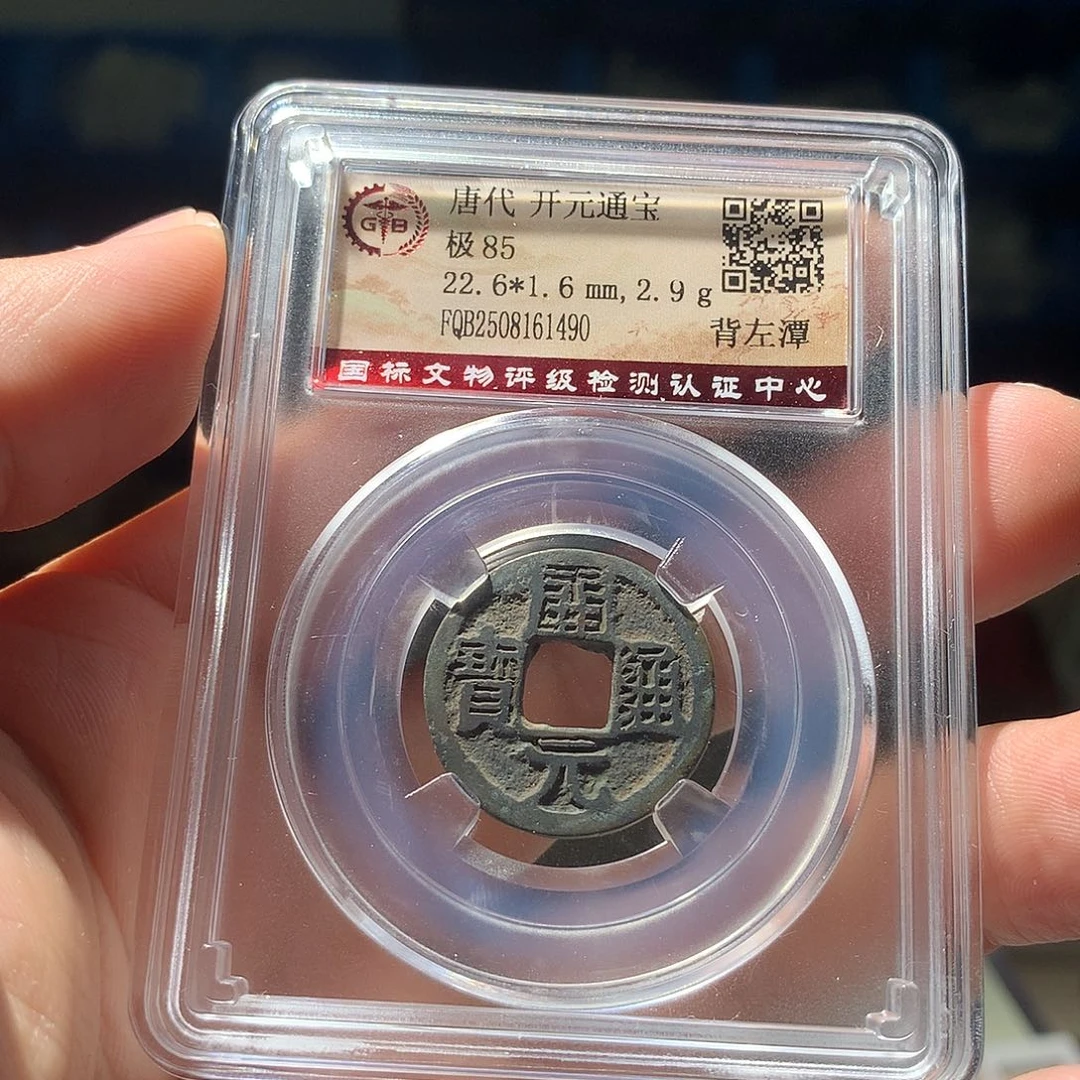 GB
唐代 开元通宝
极85
22.6*1.6 mm, 2.9 g
FQB2508161490
背左潭
国标文物评级检测认证中心
開元通寶